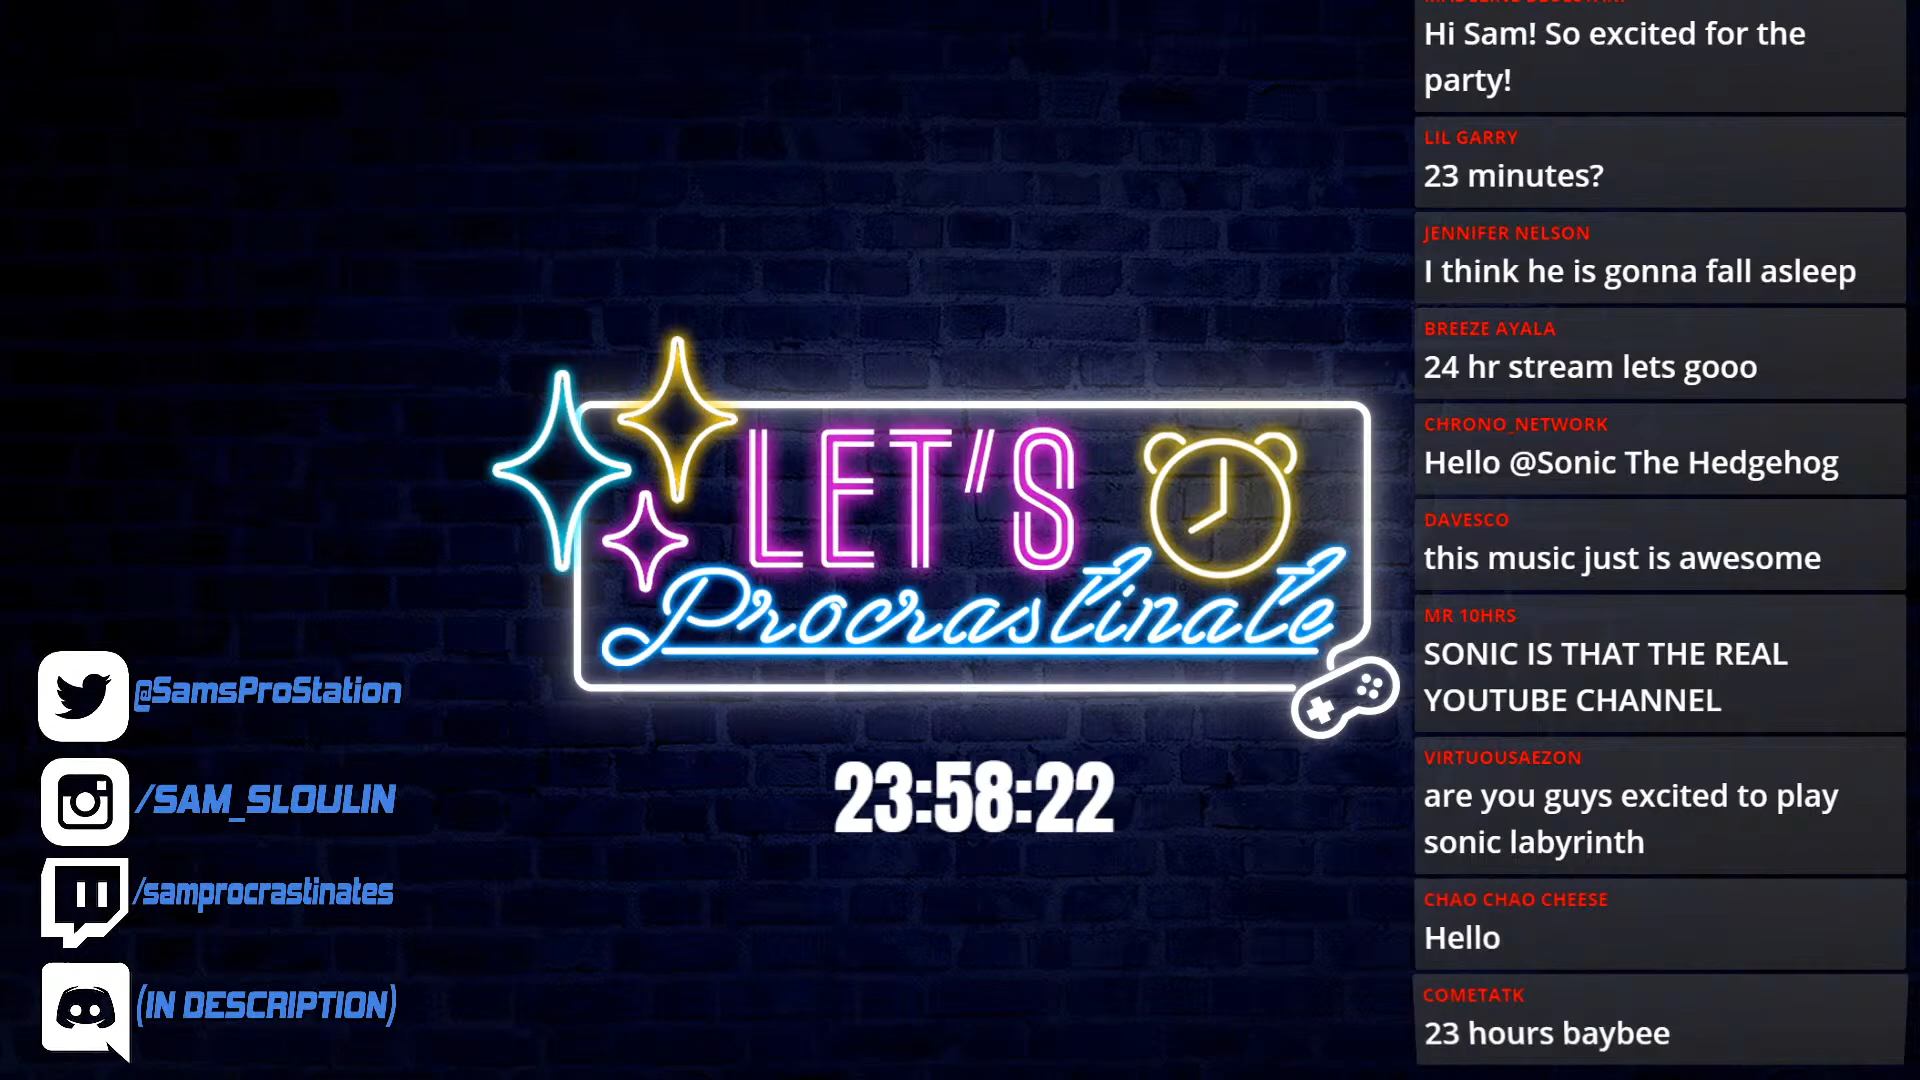 LET'S
Procrastinate
23:58:22
@SamsProStation
/SAM_SLOULIN
/samprocrastinates
(IN DESCRIPTION)
Hi Sam! So excited for the
party!
LIL GARRY
23 minutes?
JENNIFER NELSON
I think he is gonna fall asleep
BREEZE AYALA
24 hr stream lets gooo
CHRONO_NETWORK
Hello @Sonic The Hedgehog
DAVESCO
this music just is awesome
MR 10HRS
SONIC IS THAT THE REAL
YOUTUBE CHANNEL
VIRTUOUSAEZON
are you guys excited to play
sonic labyrinth
CHAO CHAO CHEESE
Hello
COMETATK
23 hours baybee